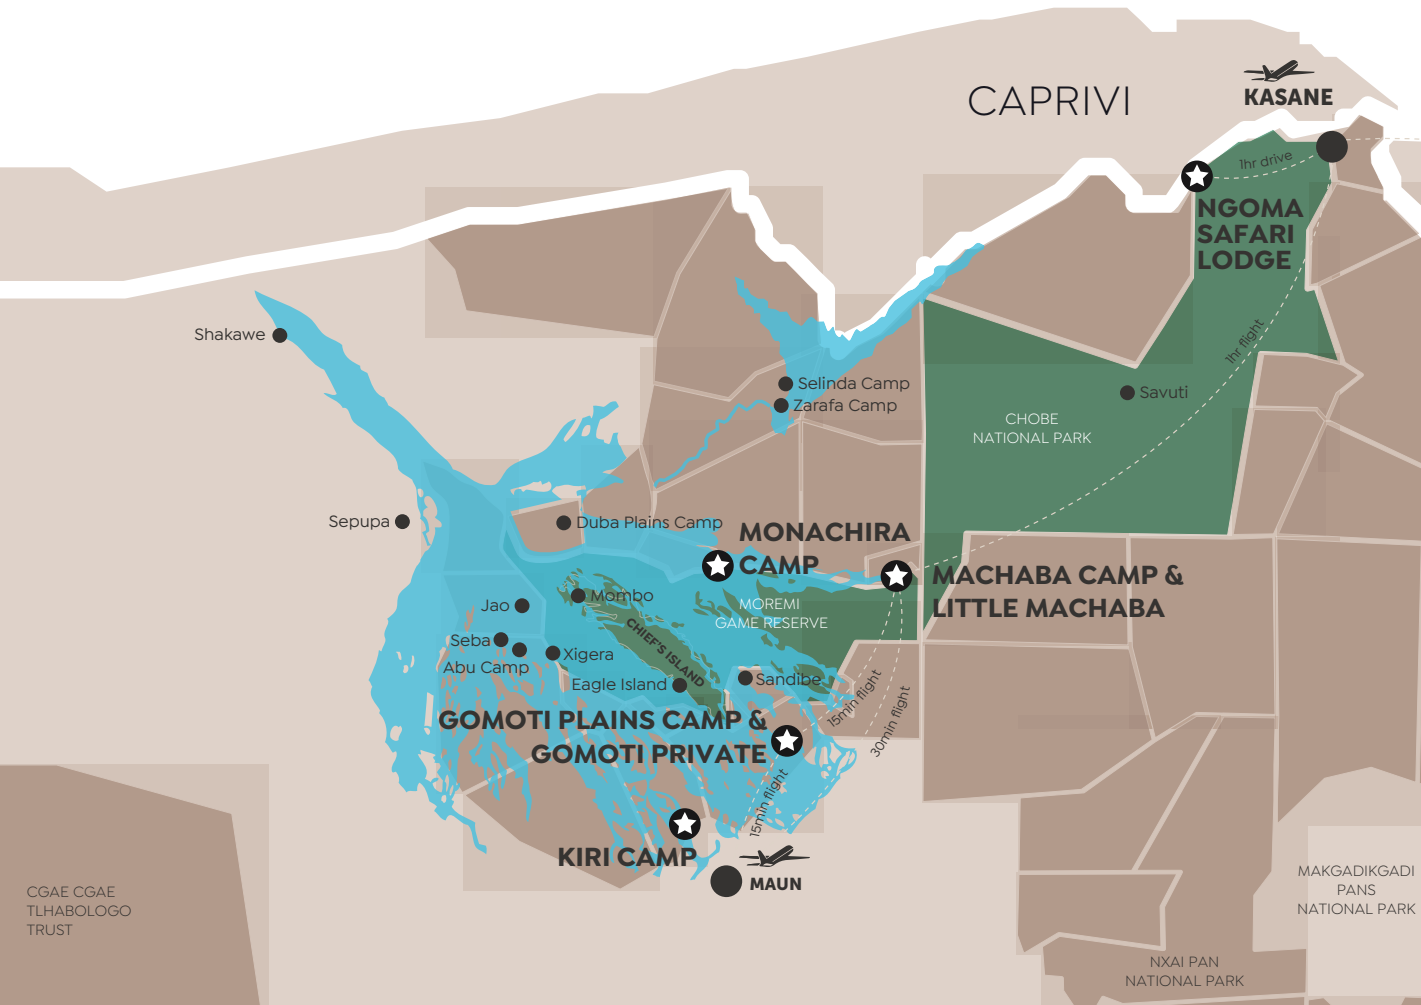 KASANE
CAPRIVI
1hr drive
NGOMA
SAFARI
LODGE
Shakawe
1hr flight
Selinda Camp
Zarafa Camp
Savuti
CHOBE
NATIONAL PARK
Sepupa
Duba Plains Camp
MONACHIRA
CAMP
MACHABA CAMP &
LITTLE MACHABA
Mombo
Jao
MOREMI
GAME RESERVE
CHIEF'S ISLAND
Seba
Abu Camp
Xigera
Eagle Island
Sandibe
15min flight
30min flight
GOMOTI PLAINS CAMP &
GOMOTI PRIVATE
15min flight
KIRI CAMP
MAUN
CGAE CGAE
TLHABOLOGO
TRUST
MAKGADIKGADI
PANS
NATIONAL PARK
NXAI PAN
NATIONAL PARK